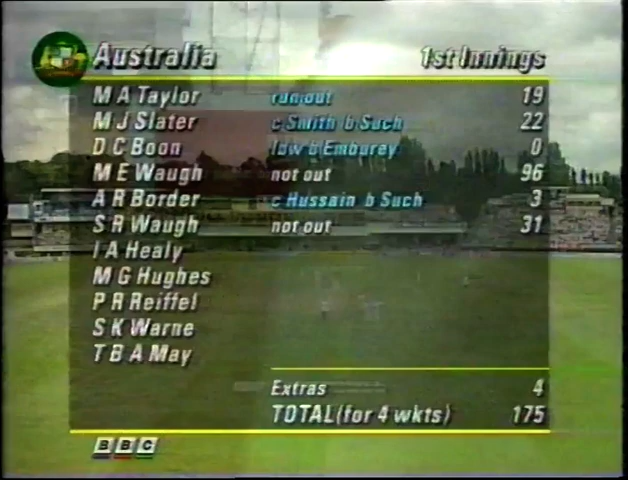 Australia 1st Innings
M A Taylor run out 19
M J Slater c Smith b Such 22
D C Boon lbw b Emburey 0
M E Waugh not out 96
A R Border c Hussain b Such 3
S R Waugh not out 31
I A Healy
M G Hughes
P R Reiffel
S K Warne
T B A May
Extras 4
TOTAL (for 4 wkts) 175
BBC